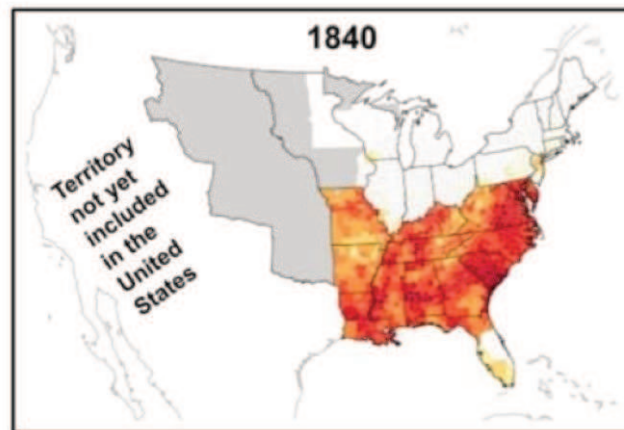 1840
Territory
not yet
included
in the
United
States